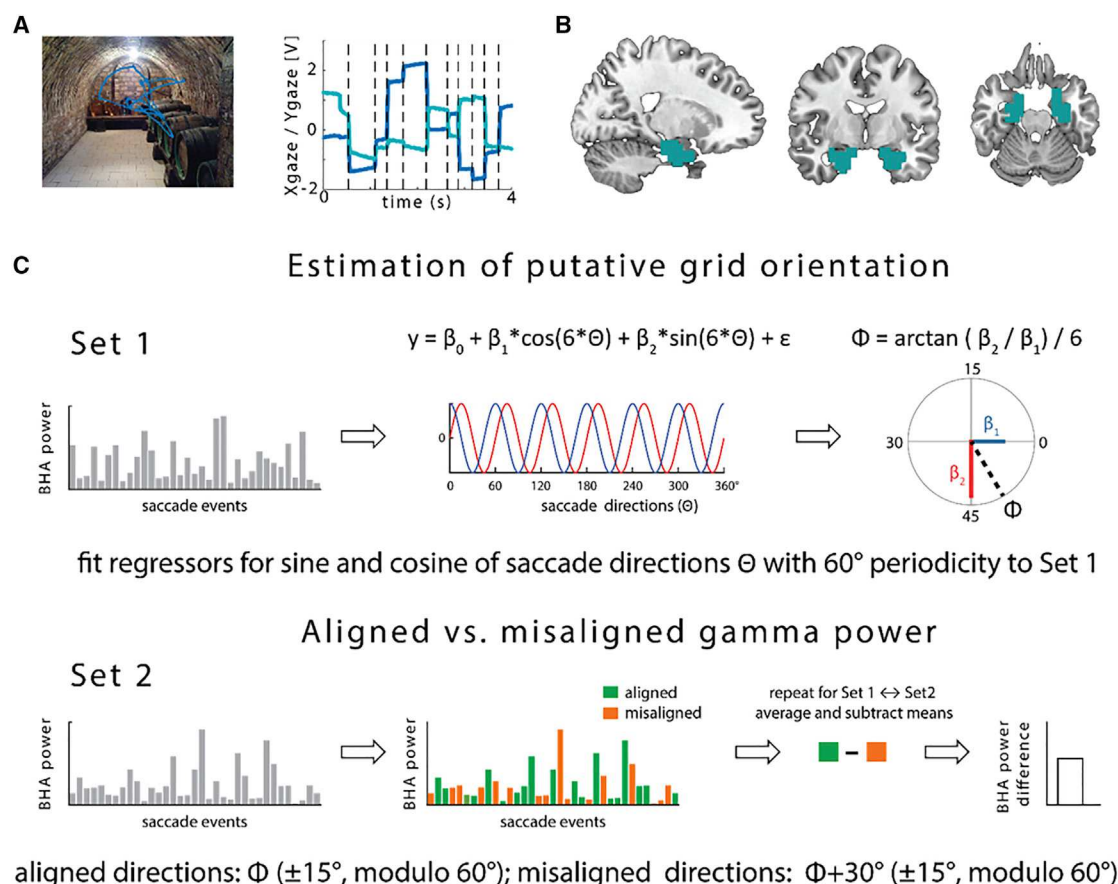 A
B
Xgaze / Ygaze [V]
2
0
-2
0
4
time (s)
C
Estimation of putative grid orientation
Set 1
y = β₀ + β₁*cos(6*Θ) + β₂*sin(6*Θ) + ε
Φ = arctan ( β₂ / β₁) / 6
BHA power
saccade events
0
0 60 120 180 240 300 360°
saccade directions (Θ)
15
30
0
45
β₁
β₂
Φ
fit regressors for sine and cosine of saccade directions Θ with 60° periodicity to Set 1
Aligned vs. misaligned gamma power
Set 2
BHA power
saccade events
aligned
misaligned
BHA power
saccade events
repeat for Set 1 ↔ Set2
average and subtract means
–
BHA power
difference
aligned directions: Φ (±15°, modulo 60°); misaligned directions: Φ+30° (±15°, modulo 60°)